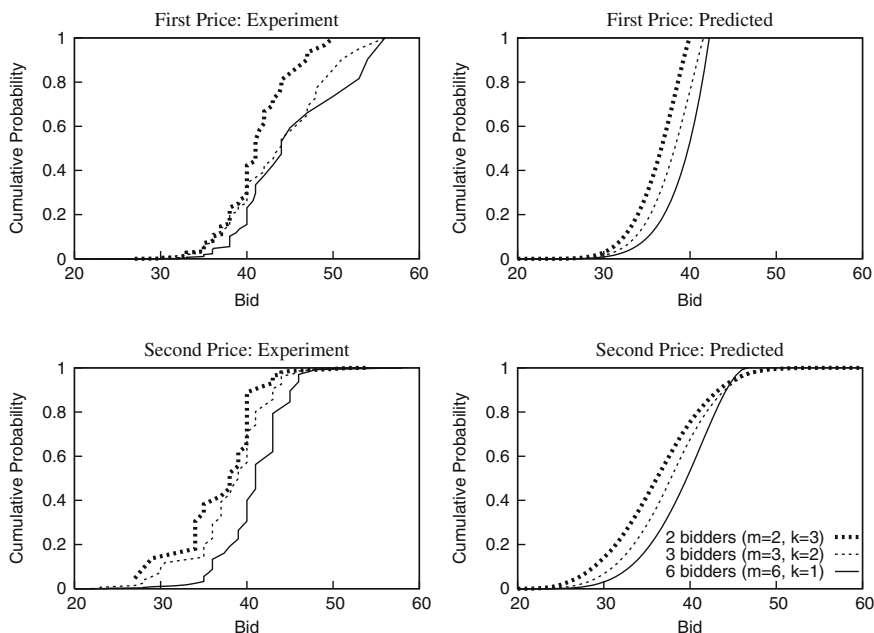 First Price: Experiment
Cumulative Probability
1
0.8
0.6
0.4
0.2
0
20 30 40 50 60
Bid
First Price: Predicted
Cumulative Probability
1
0.8
0.6
0.4
0.2
0
20 30 40 50 60
Bid
Second Price: Experiment
Cumulative Probability
1
0.8
0.6
0.4
0.2
0
20 30 40 50 60
Bid
Second Price: Predicted
Cumulative Probability
1
0.8
0.6
0.4
0.2
0
2 bidders (m=2, k=3)
3 bidders (m=3, k=2)
6 bidders (m=6, k=1)
20 30 40 50 60
Bid